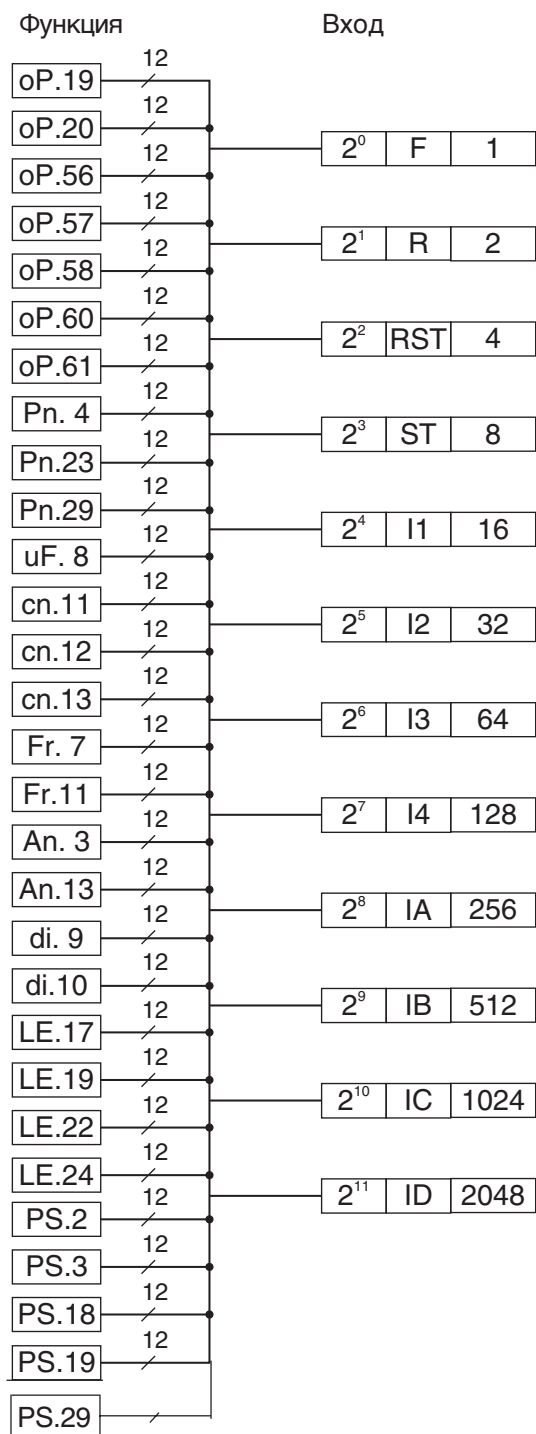 Функция Вход
12
oP.19
12
oP.20
2⁰ F 1
12
oP.56
12
oP.57
2¹ R 2
12
oP.58
12
oP.60
2² RST 4
12
oP.61
12
Pn. 4
2³ ST 8
12
Pn.23
12
Pn.29
2⁴ I1 16
12
uF. 8
12
cn.11
2⁵ I2 32
12
cn.12
12
cn.13
2⁶ I3 64
12
Fr. 7
12
Fr.11
2⁷ I4 128
12
An. 3
12
An.13
2⁸ IA 256
12
di. 9
12
di.10
2⁹ IB 512
12
LE.17
12
LE.19
2¹⁰ IC 1024
12
LE.22
12
LE.24
2¹¹ ID 2048
12
PS.2
12
PS.3
12
PS.18
12
PS.19
PS.29